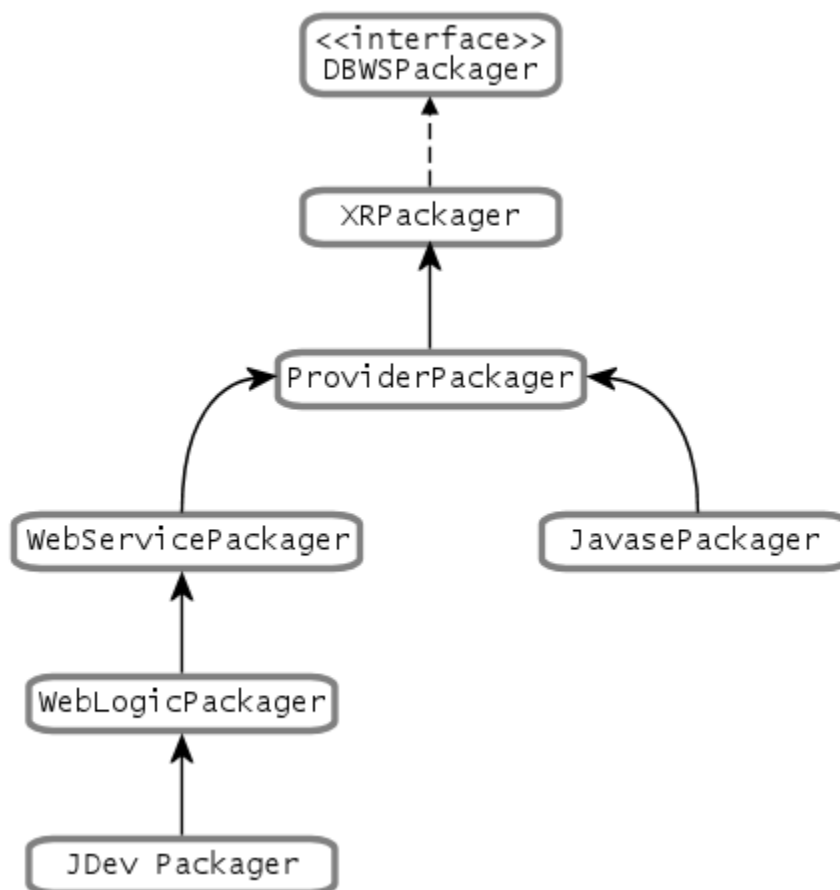 <<interface>>
DBWSPackager
XRPackager
ProviderPackager
WebServicePackager
JavasePackager
WebLogicPackager
JDev Packager